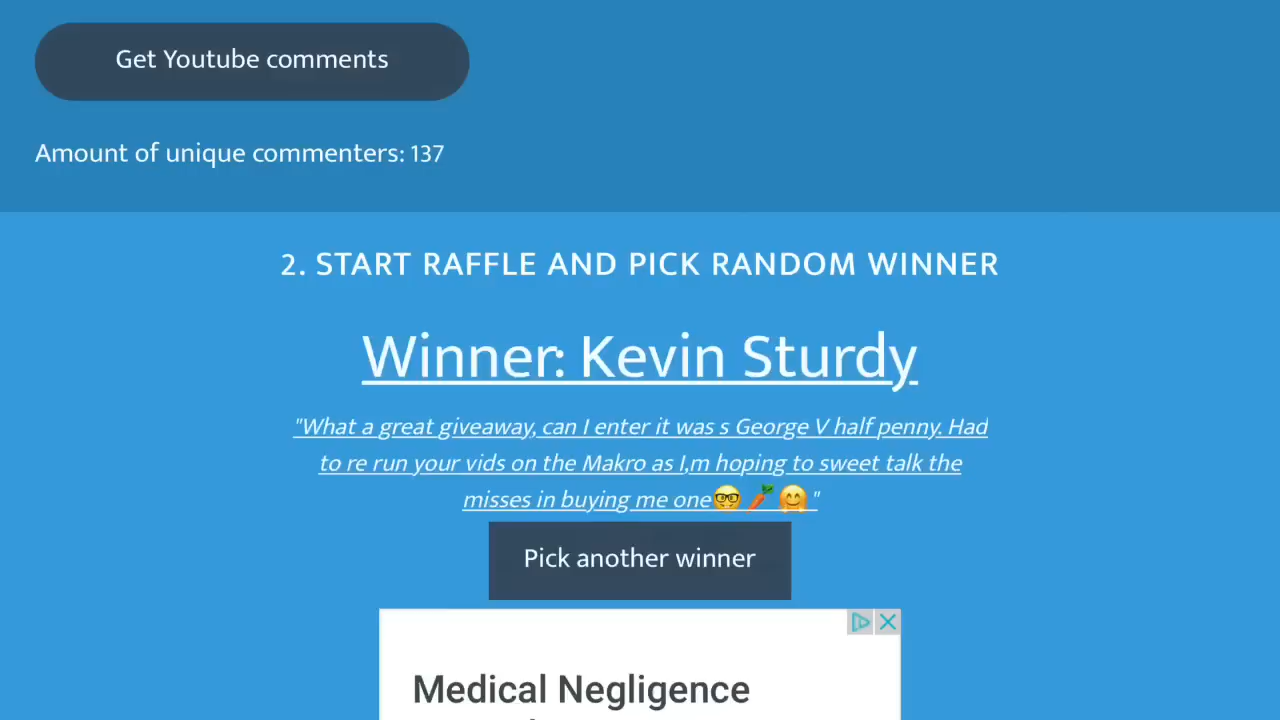 Get Youtube comments
Amount of unique commenters: 137
2. START RAFFLE AND PICK RANDOM WINNER
Winner: Kevin Sturdy
"What a great giveaway, can I enter it was s George V half penny. Had
to re run your vids on the Makro as I,m hoping to sweet talk the
misses in buying me one🤓🥕🤗"
Pick another winner
Medical Negligence